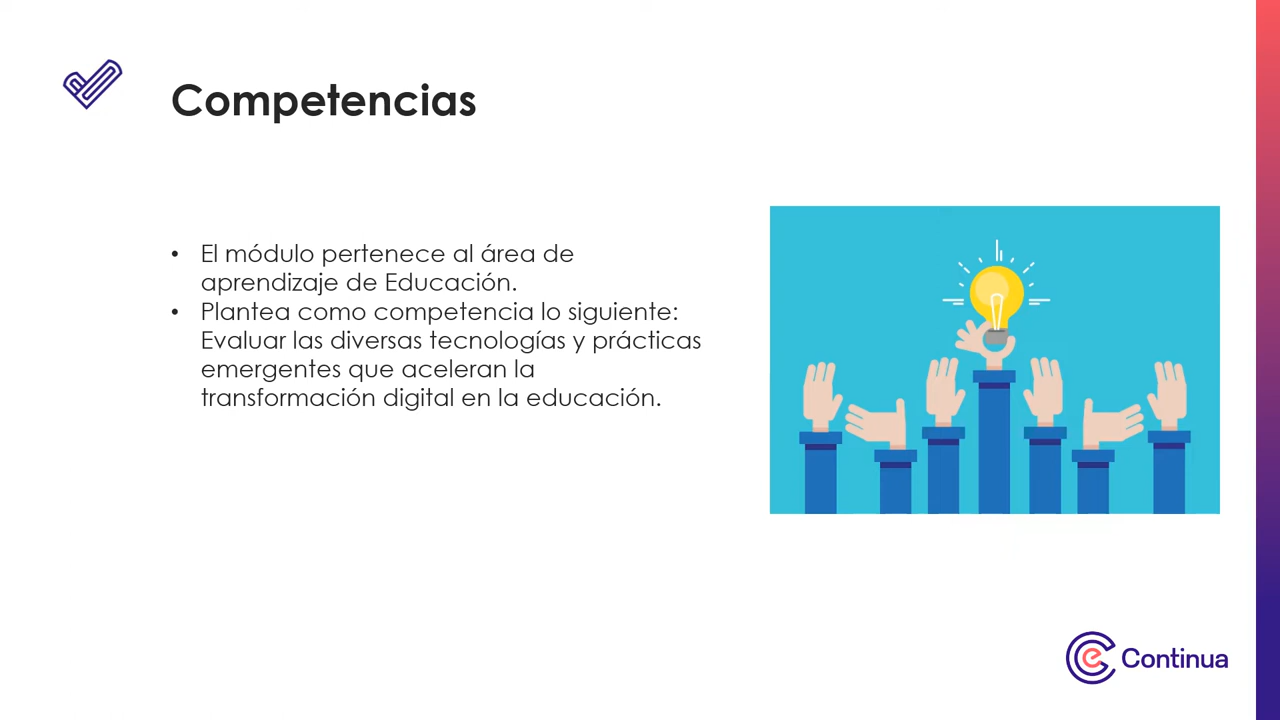 Competencias
• El módulo pertenece al área de
aprendizaje de Educación.
• Plantea como competencia lo siguiente:
Evaluar las diversas tecnologías y prácticas
emergentes que aceleran la
transformación digital en la educación.
e Continua